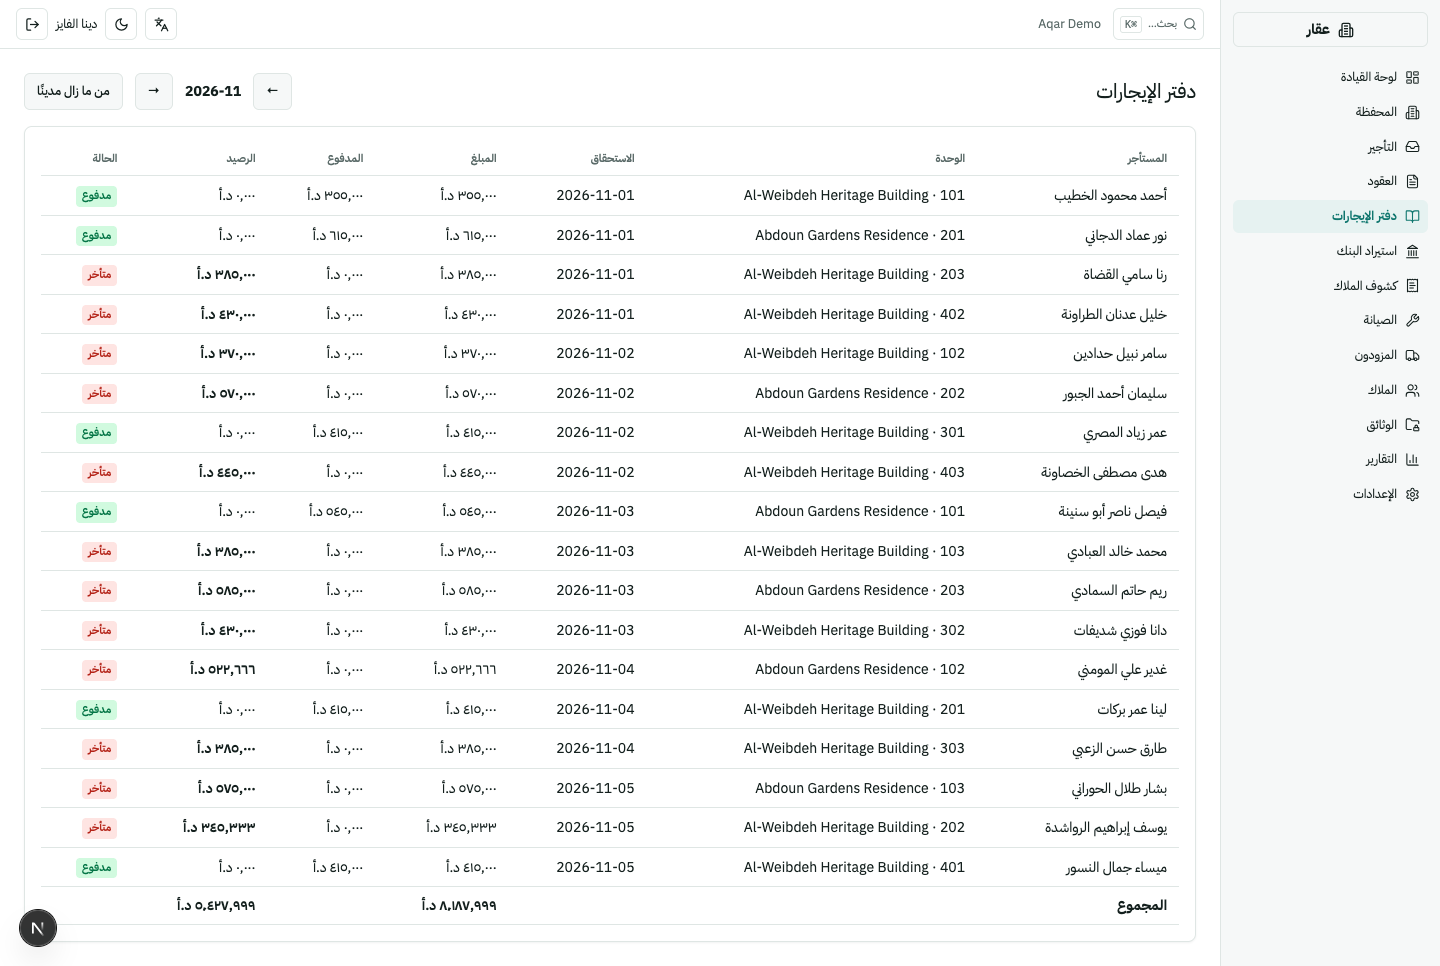 عقار
لوحة القيادة
المحفظة
التأجير
العقود
دفتر الإيجارات
استيراد البنك
كشوف الملاك
الصيانة
المزودون
الملاك
الوثائق
التقارير
الإعدادات
بحث... ⌘K
Aqar Demo
دينا الفايز
دفتر الإيجارات
← 2026-11 →
من ما زال مدينًا
المستأجر الوحدة الاستحقاق المبلغ المدفوع الرصيد الحالة
أحمد محمود الخطيب Al-Weibdeh Heritage Building · 101 2026-11-01 ٣٥٥,٠٠٠ د.أ ٣٥٥,٠٠٠ د.أ ٠,٠٠٠ د.أ مدفوع
نور عماد الدجاني Abdoun Gardens Residence · 201 2026-11-01 ٦١٥,٠٠٠ د.أ ٦١٥,٠٠٠ د.أ ٠,٠٠٠ د.أ مدفوع
رنا سامي القضاة Al-Weibdeh Heritage Building · 203 2026-11-01 ٣٨٥,٠٠٠ د.أ ٠,٠٠٠ د.أ ٣٨٥,٠٠٠ د.أ متأخر
خليل عدنان الطراونة Al-Weibdeh Heritage Building · 402 2026-11-01 ٤٣٠,٠٠٠ د.أ ٠,٠٠٠ د.أ ٤٣٠,٠٠٠ د.أ متأخر
سامر نبيل حدادين Al-Weibdeh Heritage Building · 102 2026-11-02 ٣٧٠,٠٠٠ د.أ ٠,٠٠٠ د.أ ٣٧٠,٠٠٠ د.أ متأخر
سليمان أحمد الجبور Abdoun Gardens Residence · 202 2026-11-02 ٥٧٠,٠٠٠ د.أ ٠,٠٠٠ د.أ ٥٧٠,٠٠٠ د.أ متأخر
عمر زياد المصري Al-Weibdeh Heritage Building · 301 2026-11-02 ٤١٥,٠٠٠ د.أ ٤١٥,٠٠٠ د.أ ٠,٠٠٠ د.أ مدفوع
هدى مصطفى الخصاونة Al-Weibdeh Heritage Building · 403 2026-11-02 ٤٤٥,٠٠٠ د.أ ٠,٠٠٠ د.أ ٤٤٥,٠٠٠ د.أ متأخر
فيصل ناصر أبو سنينة Abdoun Gardens Residence · 101 2026-11-03 ٥٤٥,٠٠٠ د.أ ٥٤٥,٠٠٠ د.أ ٠,٠٠٠ د.أ مدفوع
محمد خالد العبادي Al-Weibdeh Heritage Building · 103 2026-11-03 ٣٨٥,٠٠٠ د.أ ٠,٠٠٠ د.أ ٣٨٥,٠٠٠ د.أ متأخر
ريم حاتم السمادي Abdoun Gardens Residence · 203 2026-11-03 ٥٨٥,٠٠٠ د.أ ٠,٠٠٠ د.أ ٥٨٥,٠٠٠ د.أ متأخر
دانا فوزي شديفات Al-Weibdeh Heritage Building · 302 2026-11-03 ٤٣٠,٠٠٠ د.أ ٠,٠٠٠ د.أ ٤٣٠,٠٠٠ د.أ متأخر
غدير علي المومني Abdoun Gardens Residence · 102 2026-11-04 ٥٢٢,٦٦٦ د.أ ٠,٠٠٠ د.أ ٥٢٢,٦٦٦ د.أ متأخر
لينا عمر بركات Al-Weibdeh Heritage Building · 201 2026-11-04 ٤١٥,٠٠٠ د.أ ٤١٥,٠٠٠ د.أ ٠,٠٠٠ د.أ مدفوع
طارق حسن الزعبي Al-Weibdeh Heritage Building · 303 2026-11-04 ٣٨٥,٠٠٠ د.أ ٠,٠٠٠ د.أ ٣٨٥,٠٠٠ د.أ متأخر
بشار طلال الحوراني Abdoun Gardens Residence · 103 2026-11-05 ٥٧٥,٠٠٠ د.أ ٠,٠٠٠ د.أ ٥٧٥,٠٠٠ د.أ متأخر
يوسف إبراهيم الرواشدة Al-Weibdeh Heritage Building · 202 2026-11-05 ٣٤٥,٣٣٣ د.أ ٠,٠٠٠ د.أ ٣٤٥,٣٣٣ د.أ متأخر
ميساء جمال النسور Al-Weibdeh Heritage Building · 401 2026-11-05 ٤١٥,٠٠٠ د.أ ٤١٥,٠٠٠ د.أ ٠,٠٠٠ د.أ مدفوع
المجموع ٨,١٨٧,٩٩٩ د.أ ٥,٤٢٧,٩٩٩ د.أ
N